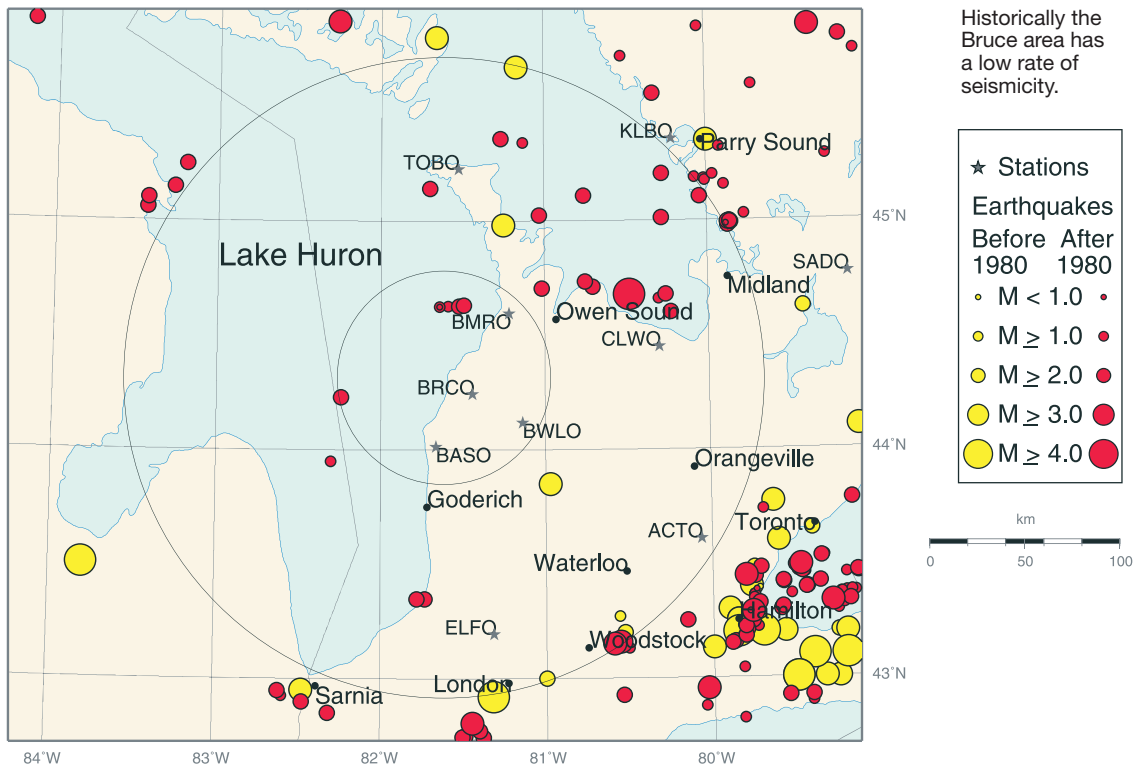 Historically the
Bruce area has
a low rate of
seismicity.
KLBO
Parry Sound
TOBO
45°N
Lake Huron
SADO
Midland
BMRO
Owen Sound
CLWO
BRCO
BWLO
44°N
BASO
Orangeville
Goderich
Toronto
ACTO
Waterloo
Hamilton
ELFO
Woodstock
43°N
London
Sarnia
84°W
83°W
82°W
81°W
80°W
Stations
Earthquakes
Before After
1980 1980
M < 1.0
M ≥ 1.0
M ≥ 2.0
M ≥ 3.0
M ≥ 4.0
km
0 50 100